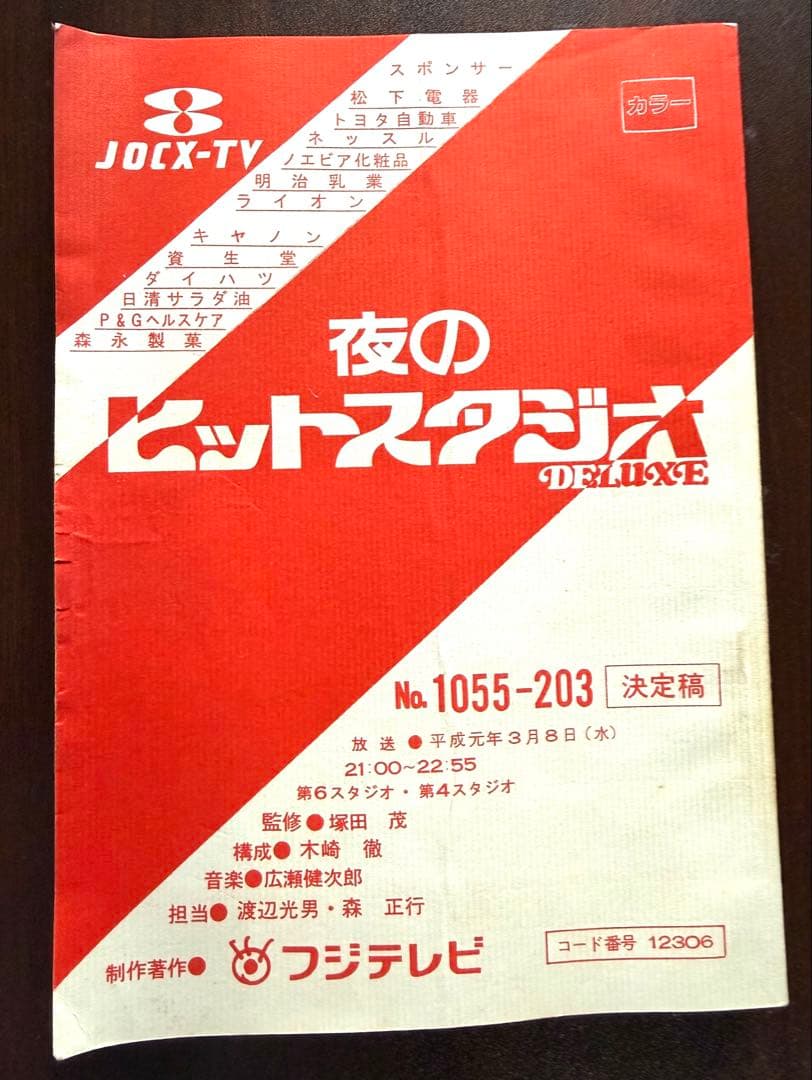 JOCX-TV
スポンサー
松下電器
トヨタ自動車
ネッスル
ノエビア化粧品
明治乳業
ライオン
キヤノン
資生堂
ダイハツ
日清サラダ油
P&Gヘルスケア
森永製菓
カラー
夜の
ヒットスタジオ
DELUXE
No.1055-203 決定稿
放送●平成元年3月8日(水)
21:00~22:55
第6スタジオ・第4スタジオ
監修●塚田 茂
構成●木崎 徹
音楽●広瀬健次郎
担当●渡辺光男・森 正行
制作著作● フジテレビ
コード番号 12306